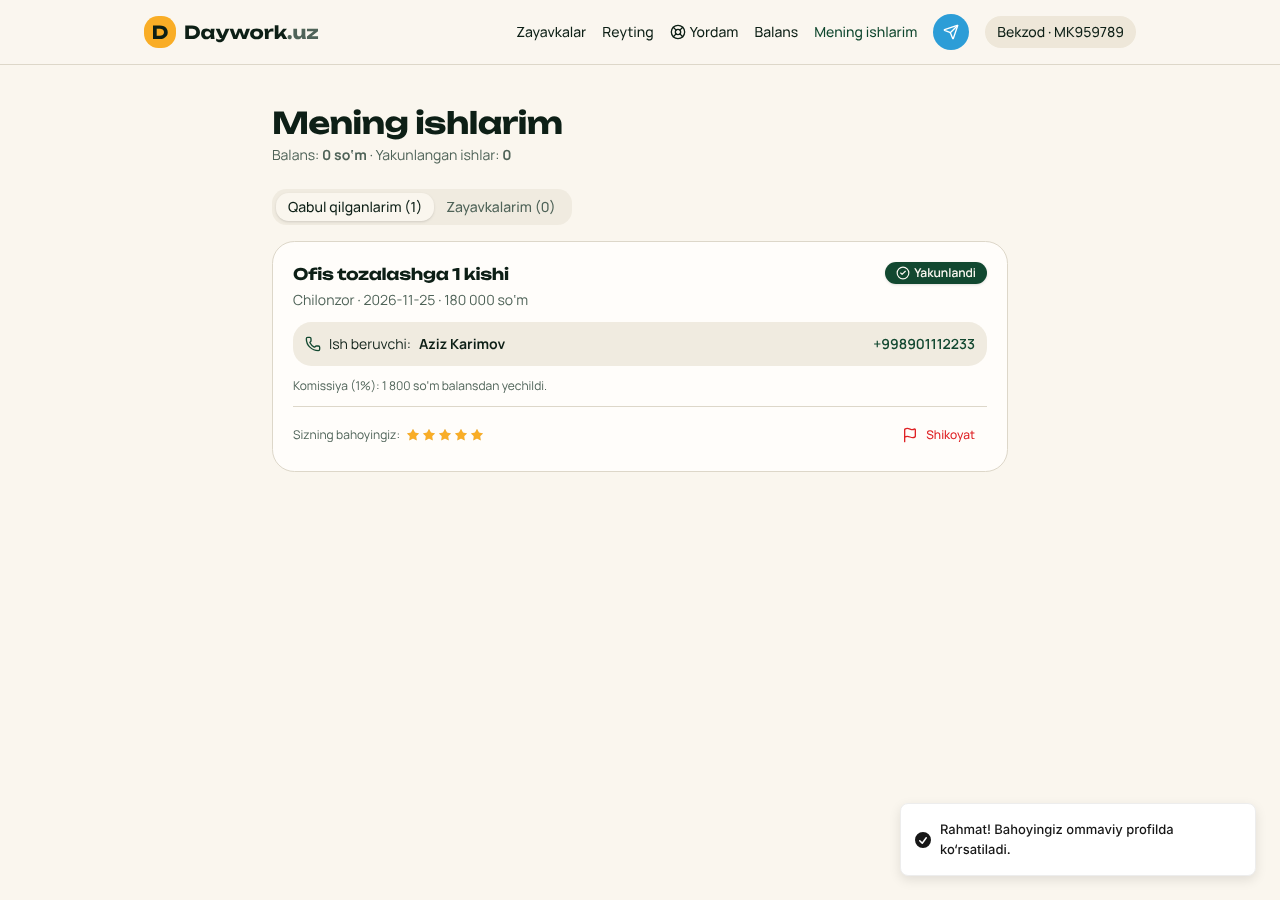 D Daywork.uz
Zayavkalar Reyting Yordam Balans Mening ishlarim Bekzod · MK959789
Mening ishlarim
Balans: 0 so'm · Yakunlangan ishlar: 0
Qabul qilganlarim (1) Zayavkalarim (0)
Ofis tozalashga 1 kishi
Yakunlandi
Chilonzor · 2026-11-25 · 180 000 so'm
Ish beruvchi: Aziz Karimov +998901112233
Komissiya (1%): 1 800 so'm balansdan yechildi.
Sizning bahoyingiz: Shikoyat
Rahmat! Bahoyingiz ommaviy profilda
ko'rsatiladi.